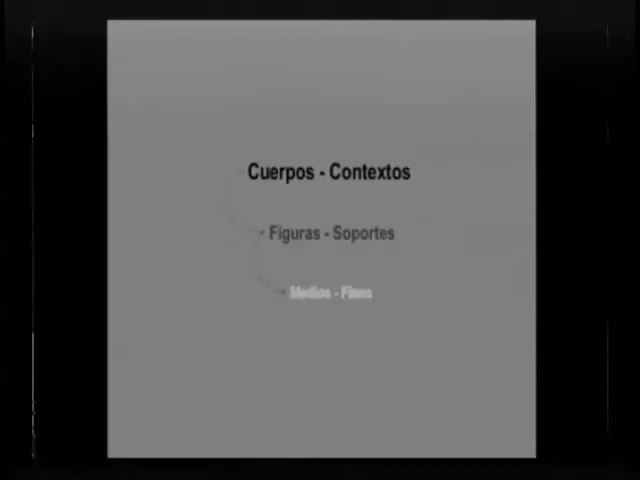 Cuerpos - Contextos
· Figuras - Soportes
· Medios - Fines